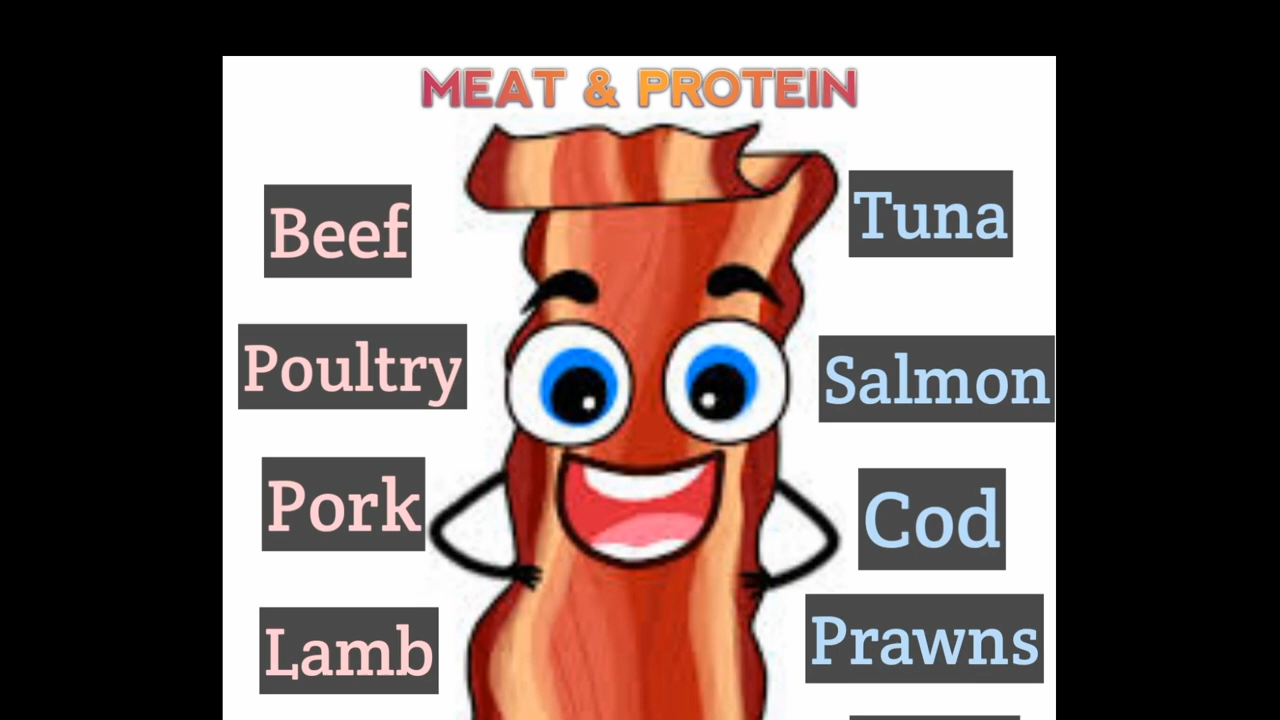 MEAT & PROTEIN
Beef
Poultry
Pork
Lamb
Tuna
Salmon
Cod
Prawns